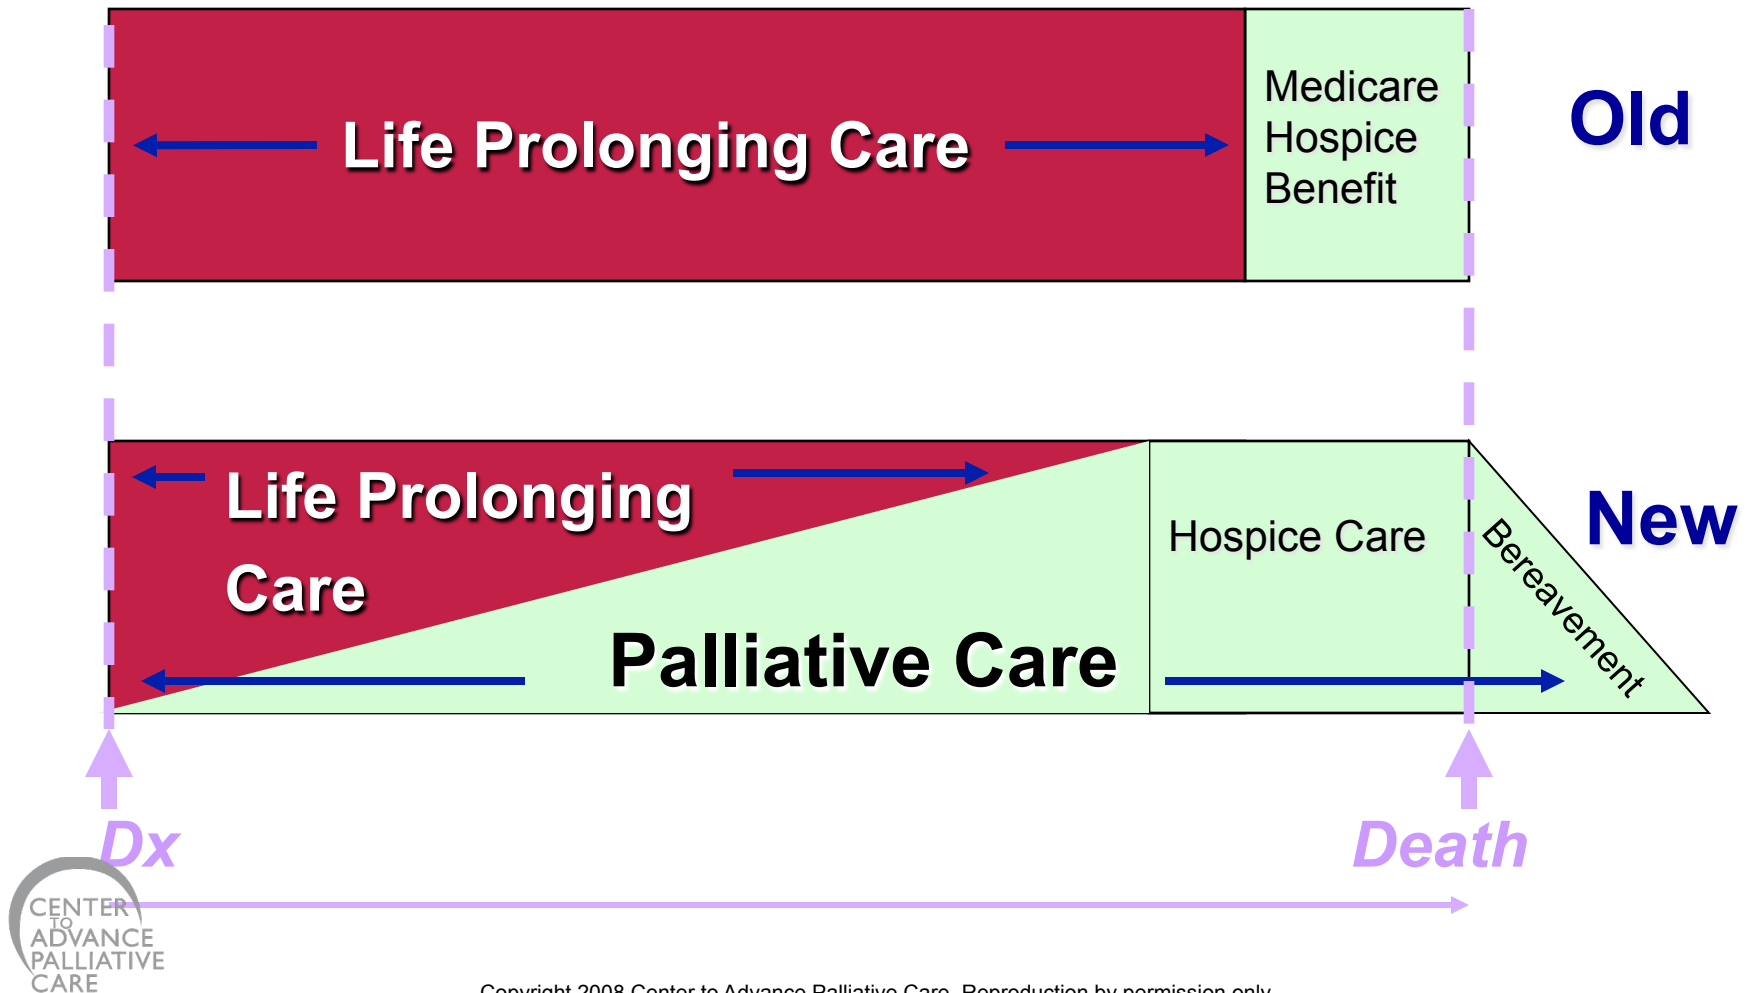 Life Prolonging Care
Medicare
Hospice
Benefit
Old
Life Prolonging
Care
Palliative Care
Hospice Care
Bereavement
New
Dx
Death
CENTER
TO
ADVANCE
PALLIATIVE
CARE
Copyright 2008 Center to Advance Palliative Care. Reproduction by permission only.